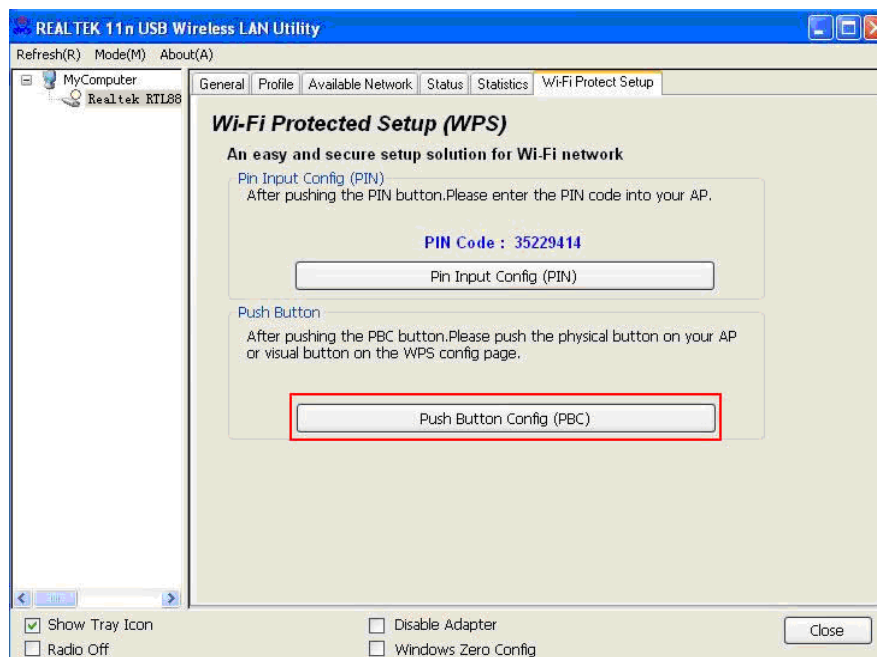 REALTEK 11n USB Wireless LAN Utility
Refresh(R) Mode(M) About(A)
MyComputer
Realtek RTL88
General Profile Available Network Status Statistics Wi-Fi Protect Setup
Wi-Fi Protected Setup (WPS)
An easy and secure setup solution for Wi-Fi network
Pin Input Config (PIN)
After pushing the PIN button.Please enter the PIN code into your AP.
PIN Code : 35229414
Pin Input Config (PIN)
Push Button
After pushing the PBC button.Please push the physical button on your AP
or visual button on the WPS config page.
Push Button Config (PBC)
Show Tray Icon
Disable Adapter
Close
Radio Off
Windows Zero Config